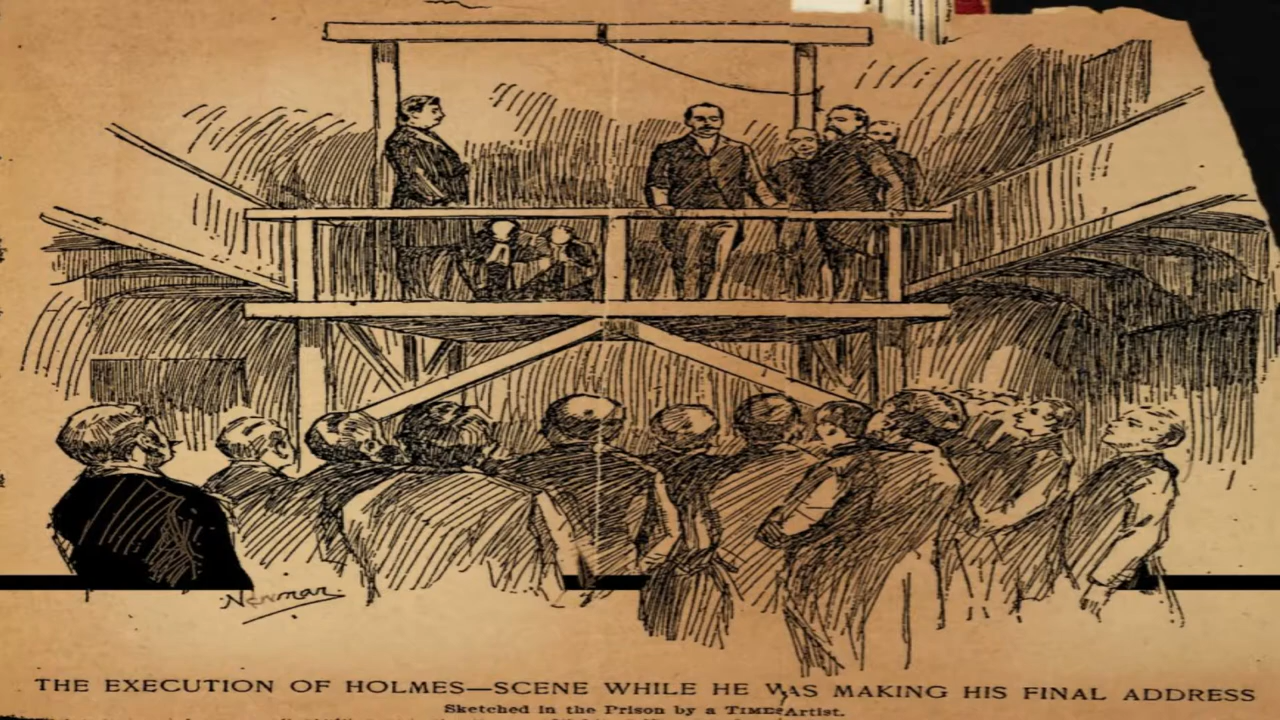 Newman.
THE EXECUTION OF HOLMES—SCENE WHILE HE WAS MAKING HIS FINAL ADDRESS
Sketched in the Prison by a TIMES Artist.